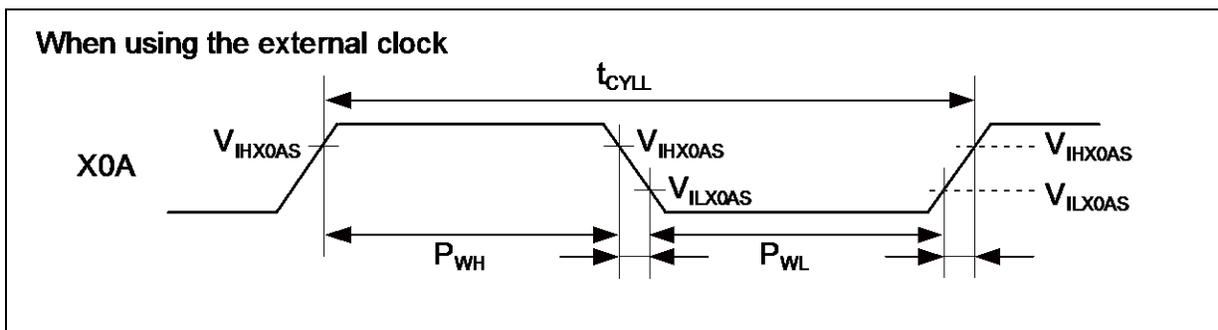 When using the external clock
tCYLL
X0A
VIHX0AS
VIHX0AS
VILX0AS
VIHX0AS
VILX0AS
PWH
PWL